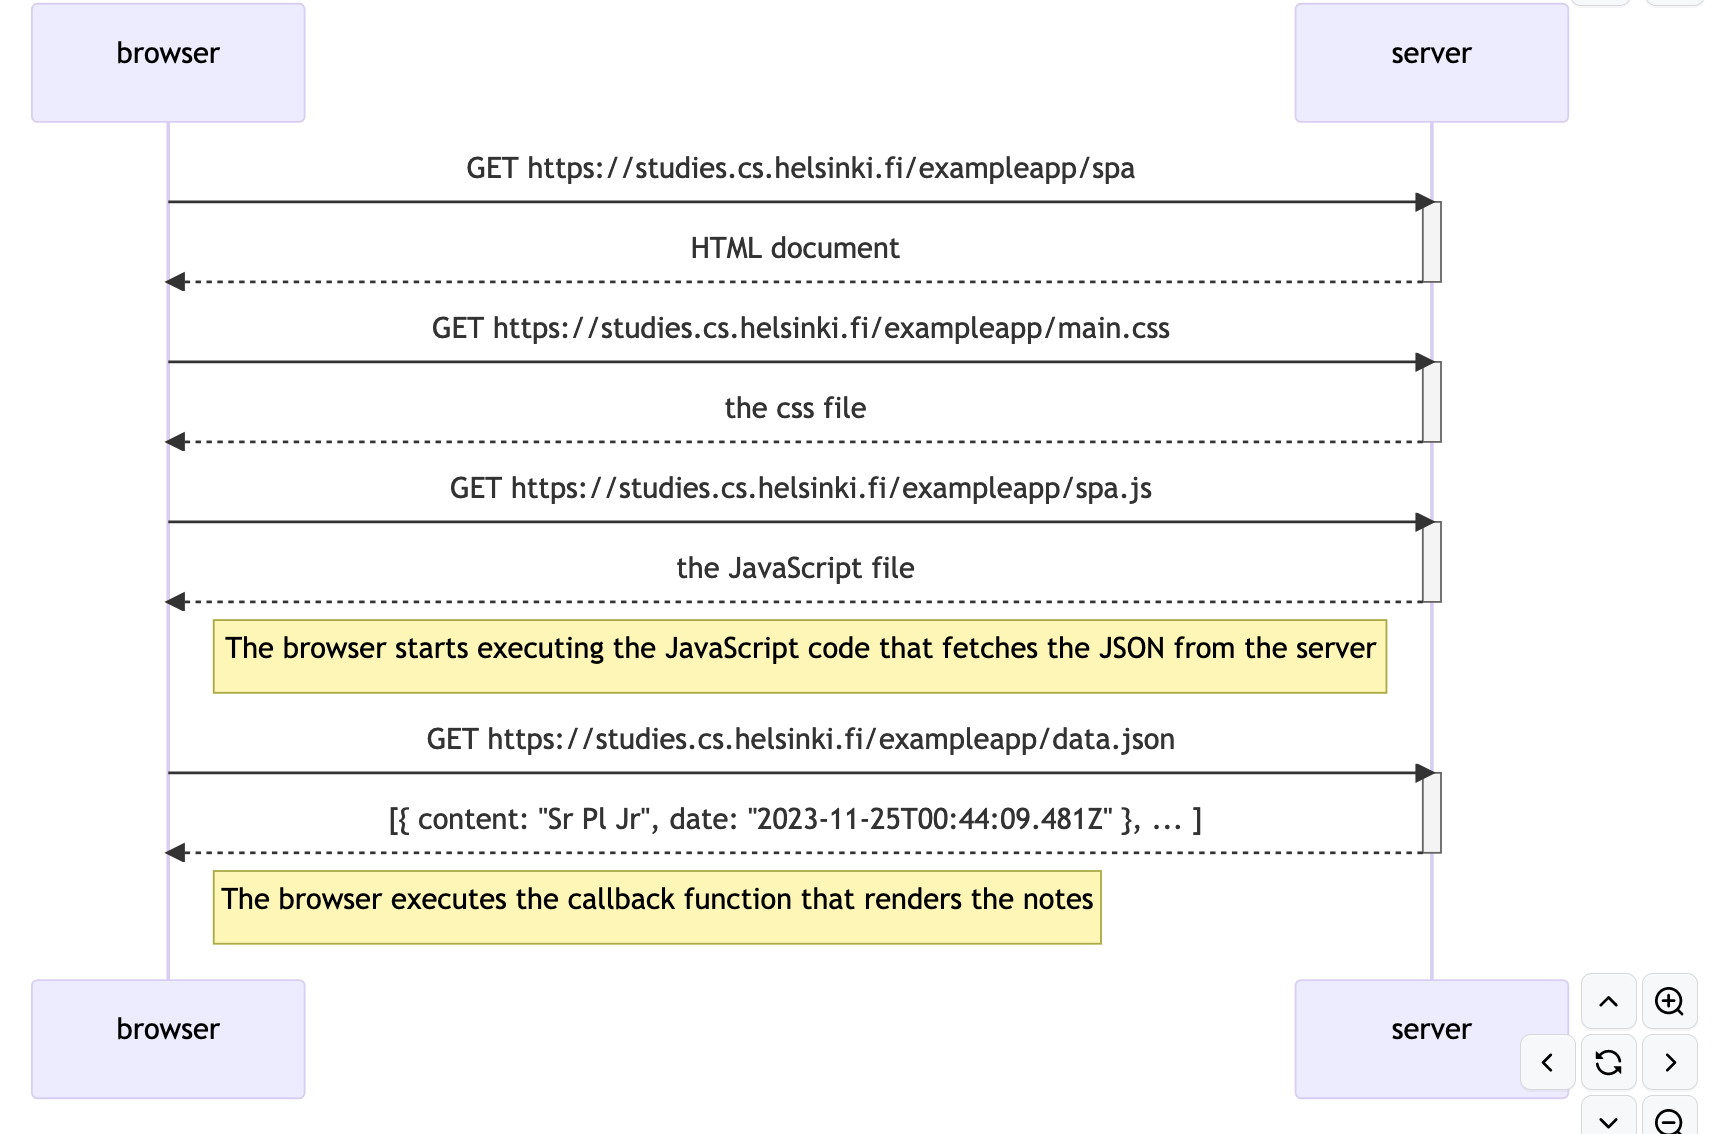 browser
server
GET https://studies.cs.helsinki.fi/exampleapp/spa
HTML document
GET https://studies.cs.helsinki.fi/exampleapp/main.css
the css file
GET https://studies.cs.helsinki.fi/exampleapp/spa.js
the JavaScript file
The browser starts executing the JavaScript code that fetches the JSON from the server
GET https://studies.cs.helsinki.fi/exampleapp/data.json
[{ content: "Sr Pl Jr", date: "2023-11-25T00:44:09.481Z" }, ... ]
The browser executes the callback function that renders the notes
browser
server